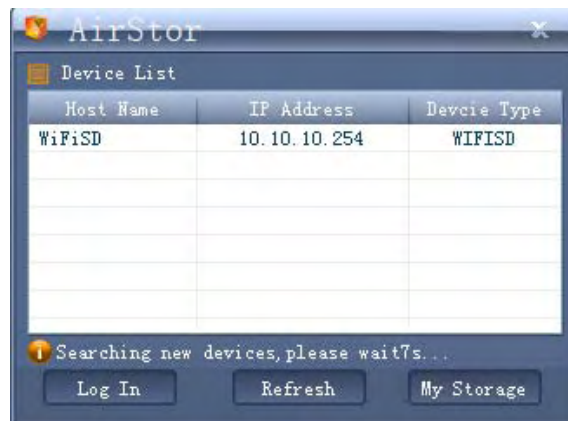 AirStor
Device List
Host Name IP Address Devcie Type
WiFiSD 10.10.10.254 WIFISD
Searching new devices,please wait7s...
Log In Refresh My Storage